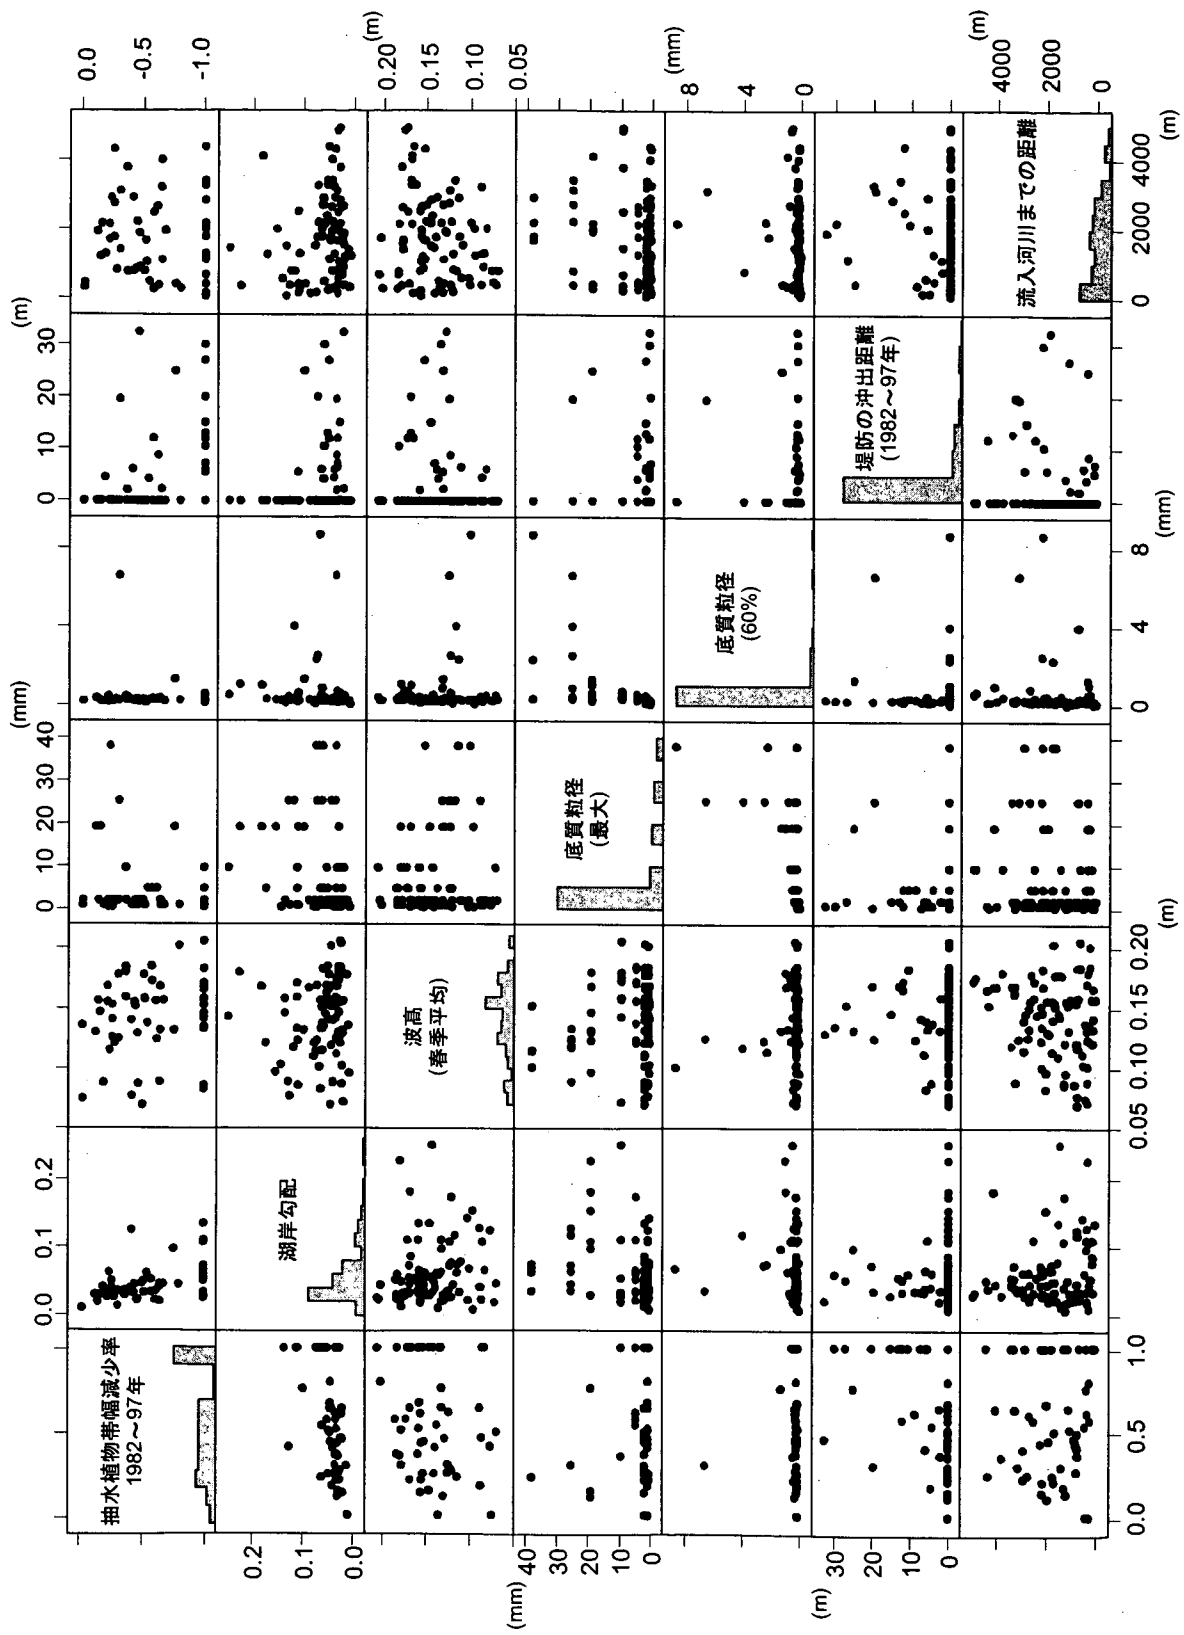 (mm) (m)
0.0 0.1 0.2 0 10 20 30 40 0 10 20 30
抽水植物帯幅減少率
1982～97年
0.0
-0.5
-1.0
0.2
0.1
0.0
湖岸勾配
波高
(春季平均)
(m)
0.20
0.15
0.10
0.05
(mm)
40
30
20
10
0
底質粒径
(最大)
底質粒径
(60%)
(mm)
8
4
0
(m)
30
20
10
0
堤防の沖出距離
(1982～97年)
流入河川までの距離
(m)
4000
2000
0
0.0 0.5 1.0 0.05 0.10 0.15 0.20 0 4 8 0 2000 4000
(m) (mm) (m)